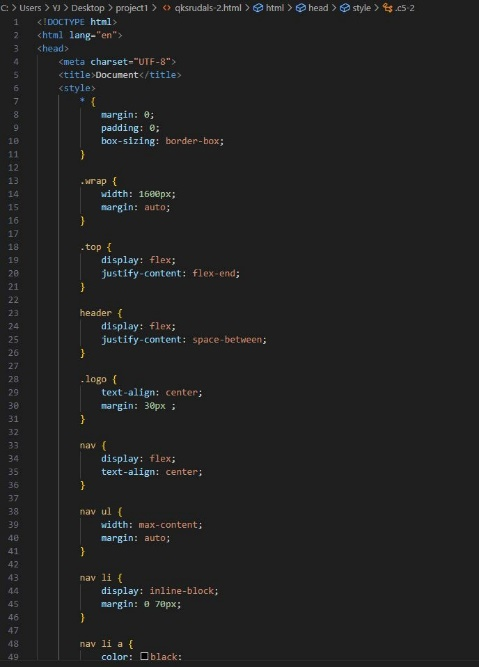 C: > Users > YJ > Desktop > project1 > <> qksrudals-2.html > html > head > style > .c5-2
1 <!DOCTYPE html>
2 <html lang="en">
3 <head>
4     <meta charset="UTF-8">
5     <title>Document</title>
6     <style>
7         * {
8             margin: 0;
9             padding: 0;
10             box-sizing: border-box;
11         }
12
13         .wrap {
14             width: 1600px;
15             margin: auto;
16         }
17
18         .top {
19             display: flex;
20             justify-content: flex-end;
21         }
22
23         header {
24             display: flex;
25             justify-content: space-between;
26         }
27
28         .logo {
29             text-align: center;
30             margin: 30px ;
31         }
32
33         nav {
34             display: flex;
35             text-align: center;
36         }
37
38         nav ul {
39             width: max-content;
40             margin: auto;
41         }
42
43         nav li {
44             display: inline-block;
45             margin: 0 70px;
46         }
47
48         nav li a {
49             color: black;